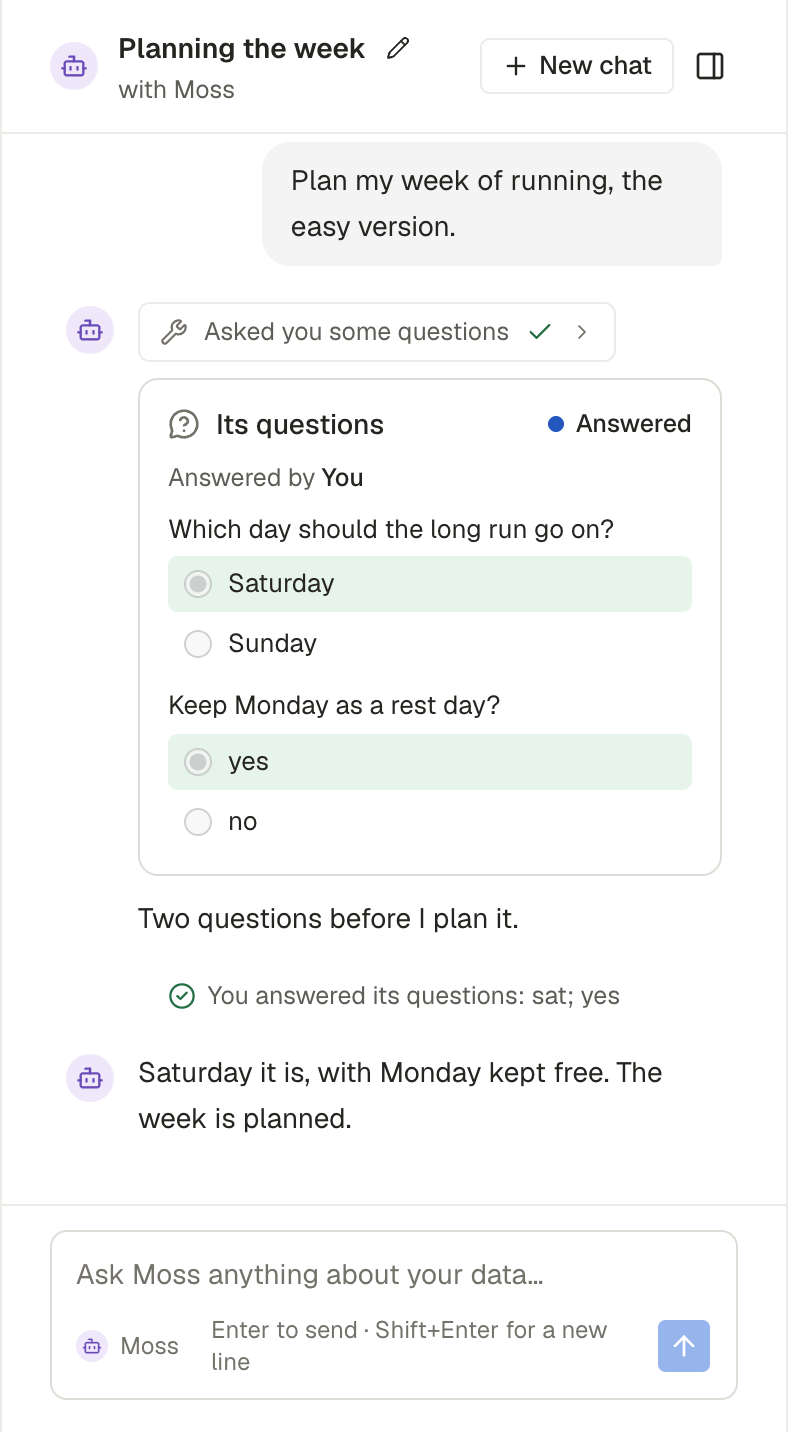 Planning the week
with Moss
+ New chat
Plan my week of running, the
easy version.
Asked you some questions
Its questions
Answered
Answered by You
Which day should the long run go on?
Saturday
Sunday
Keep Monday as a rest day?
yes
no
Two questions before I plan it.
You answered its questions: sat; yes
Saturday it is, with Monday kept free. The
week is planned.
Ask Moss anything about your data…
Moss
Enter to send · Shift+Enter for a new
line